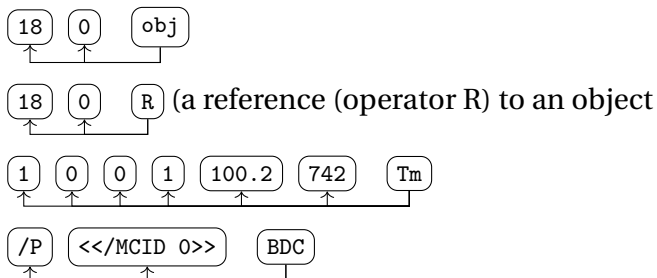 18 0 obj
18 0 R (a reference (operator R) to an object
1 0 0 1 100.2 742 Tm
/P <</MCID 0>> BDC